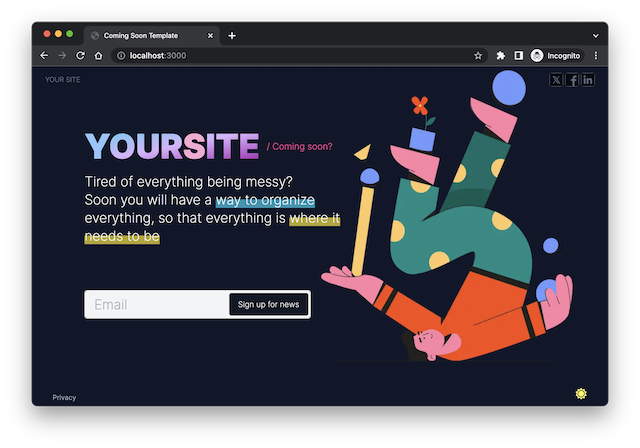 Coming Soon Template
localhost:3000
Incognito
YOUR SITE
YOURSITE / Coming soon?
Tired of everything being messy?
Soon you will have a way to organize
everything, so that everything is where it
needs to be
Email
Sign up for news
Privacy